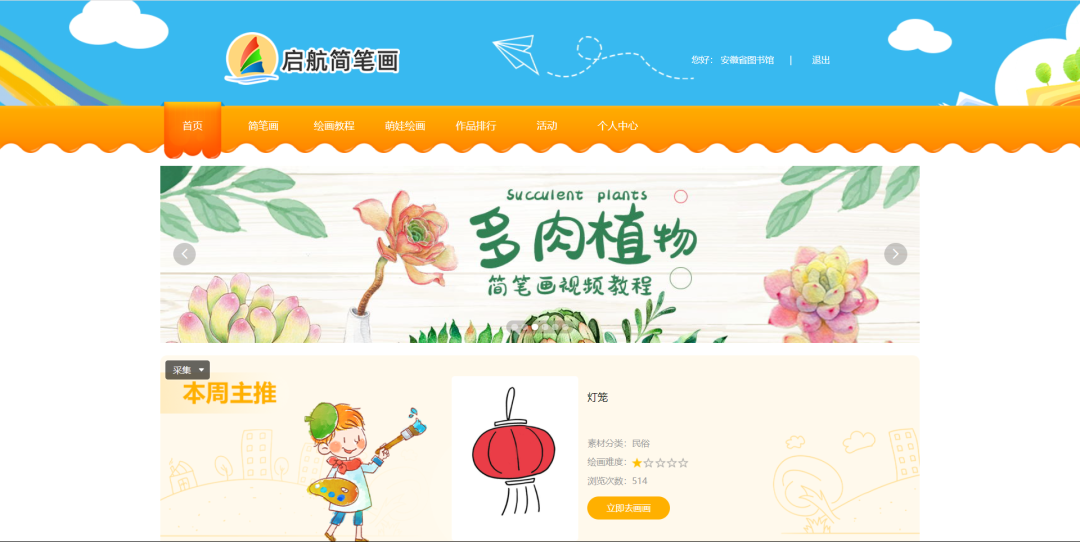 启航简笔画
您好： 安徽省图书馆 | 退出
首页 简笔画 绘画教程 萌娃绘画 作品排行 活动 个人中心
Succulent plants
多肉植物
简笔画视频教程
采集
本周主推
灯笼
素材分类：民俗
绘画难度：
浏览次数：514
立即去画画